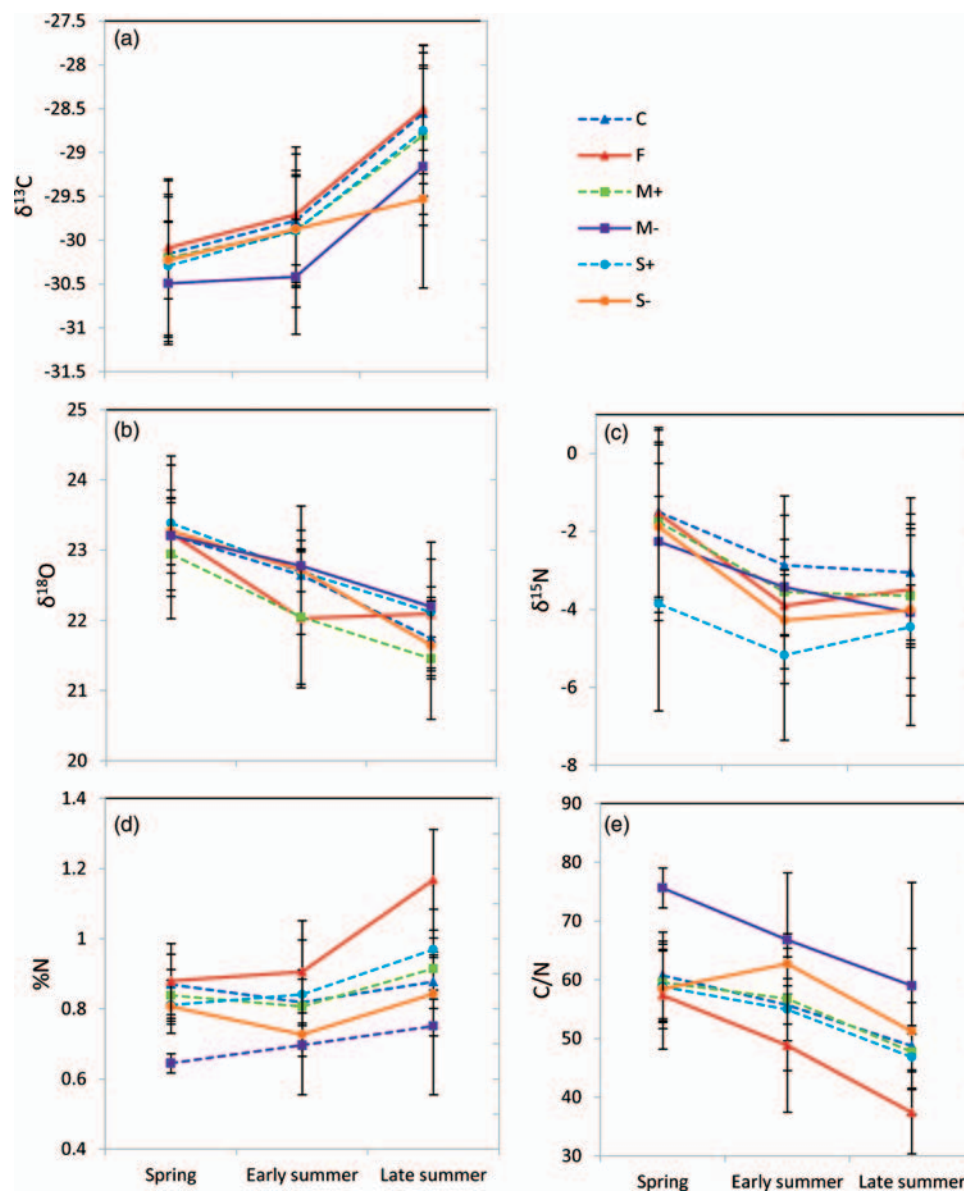 (a)
δ¹³C
-27.5
-28
-28.5
-29
-29.5
-30
-30.5
-31
-31.5
C
F
M+
M-
S+
S-
(b)
δ¹⁸O
25
24
23
22
21
20
(c)
δ¹⁵N
0
-2
-4
-6
-8
(d)
%N
1.4
1.2
1
0.8
0.6
0.4
Spring Early summer Late summer
(e)
C/N
90
80
70
60
50
40
30
Spring Early summer Late summer